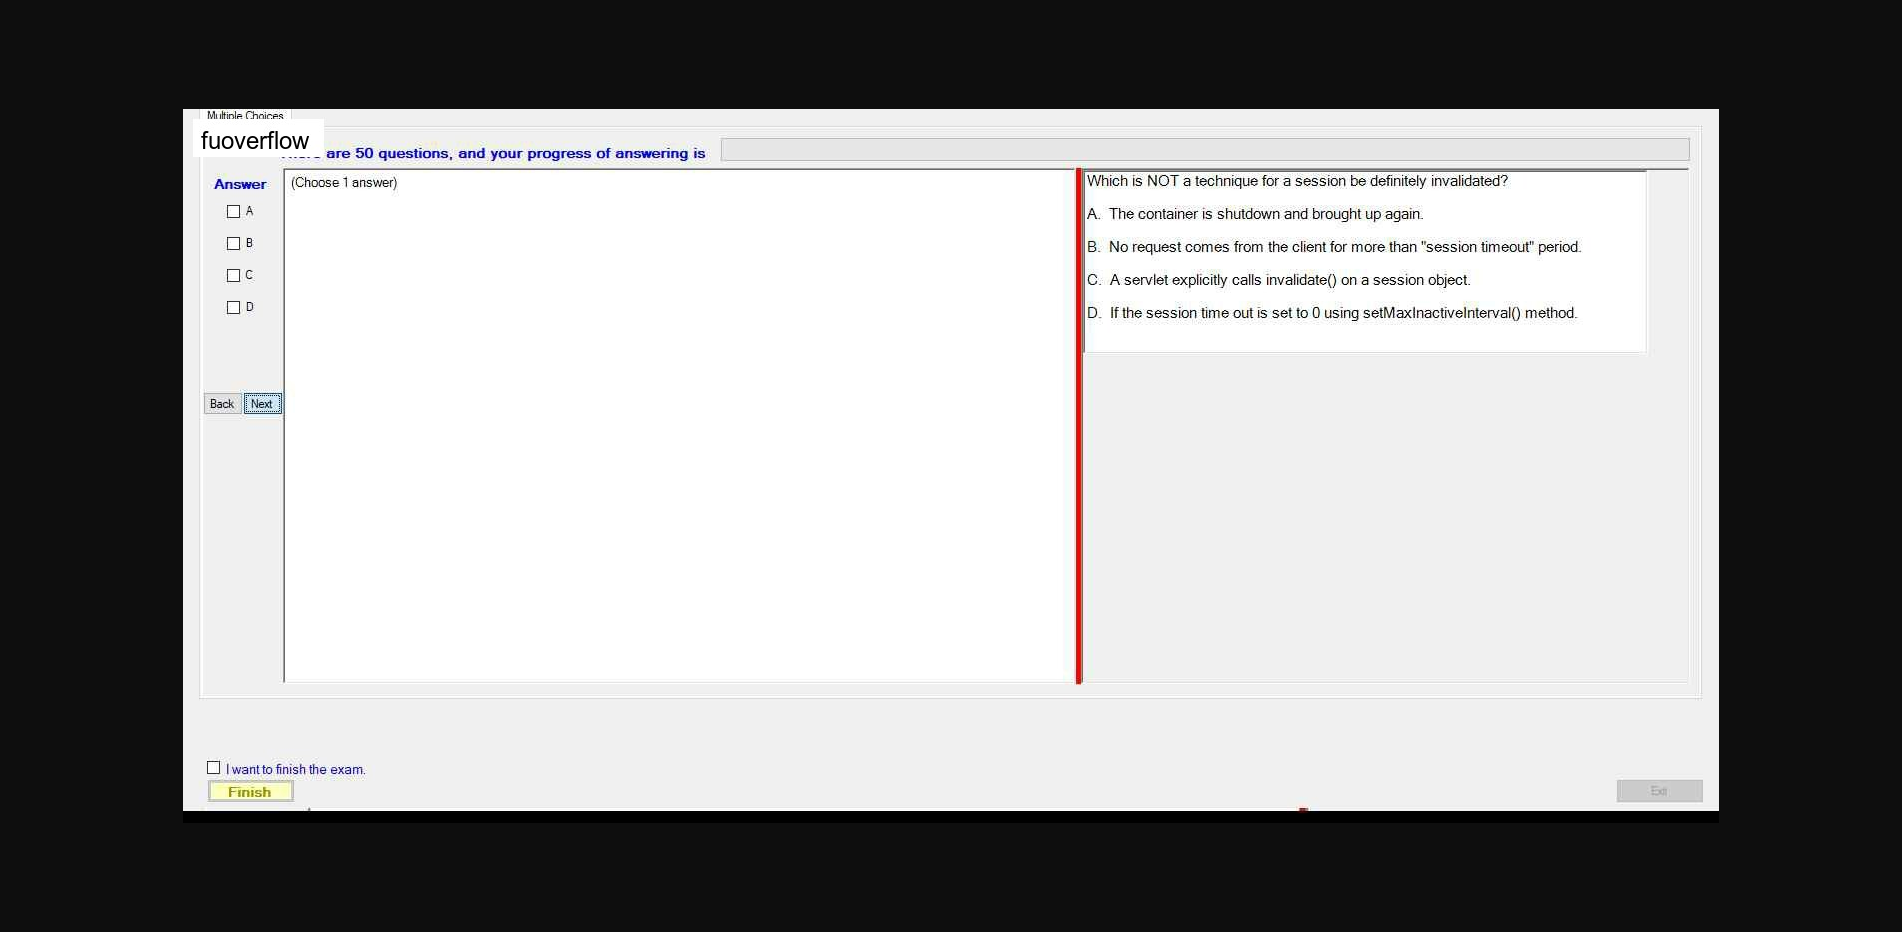 Multiple Choices
fuoverflow
are 50 questions, and your progress of answering is
Answer
(Choose 1 answer)
A
B
C
D
Back Next
Which is NOT a technique for a session be definitely invalidated?
A. The container is shutdown and brought up again.
B. No request comes from the client for more than "session timeout" period.
C. A servlet explicitly calls invalidate() on a session object.
D. If the session time out is set to 0 using setMaxInactiveInterval() method.
I want to finish the exam.
Finish
Exit